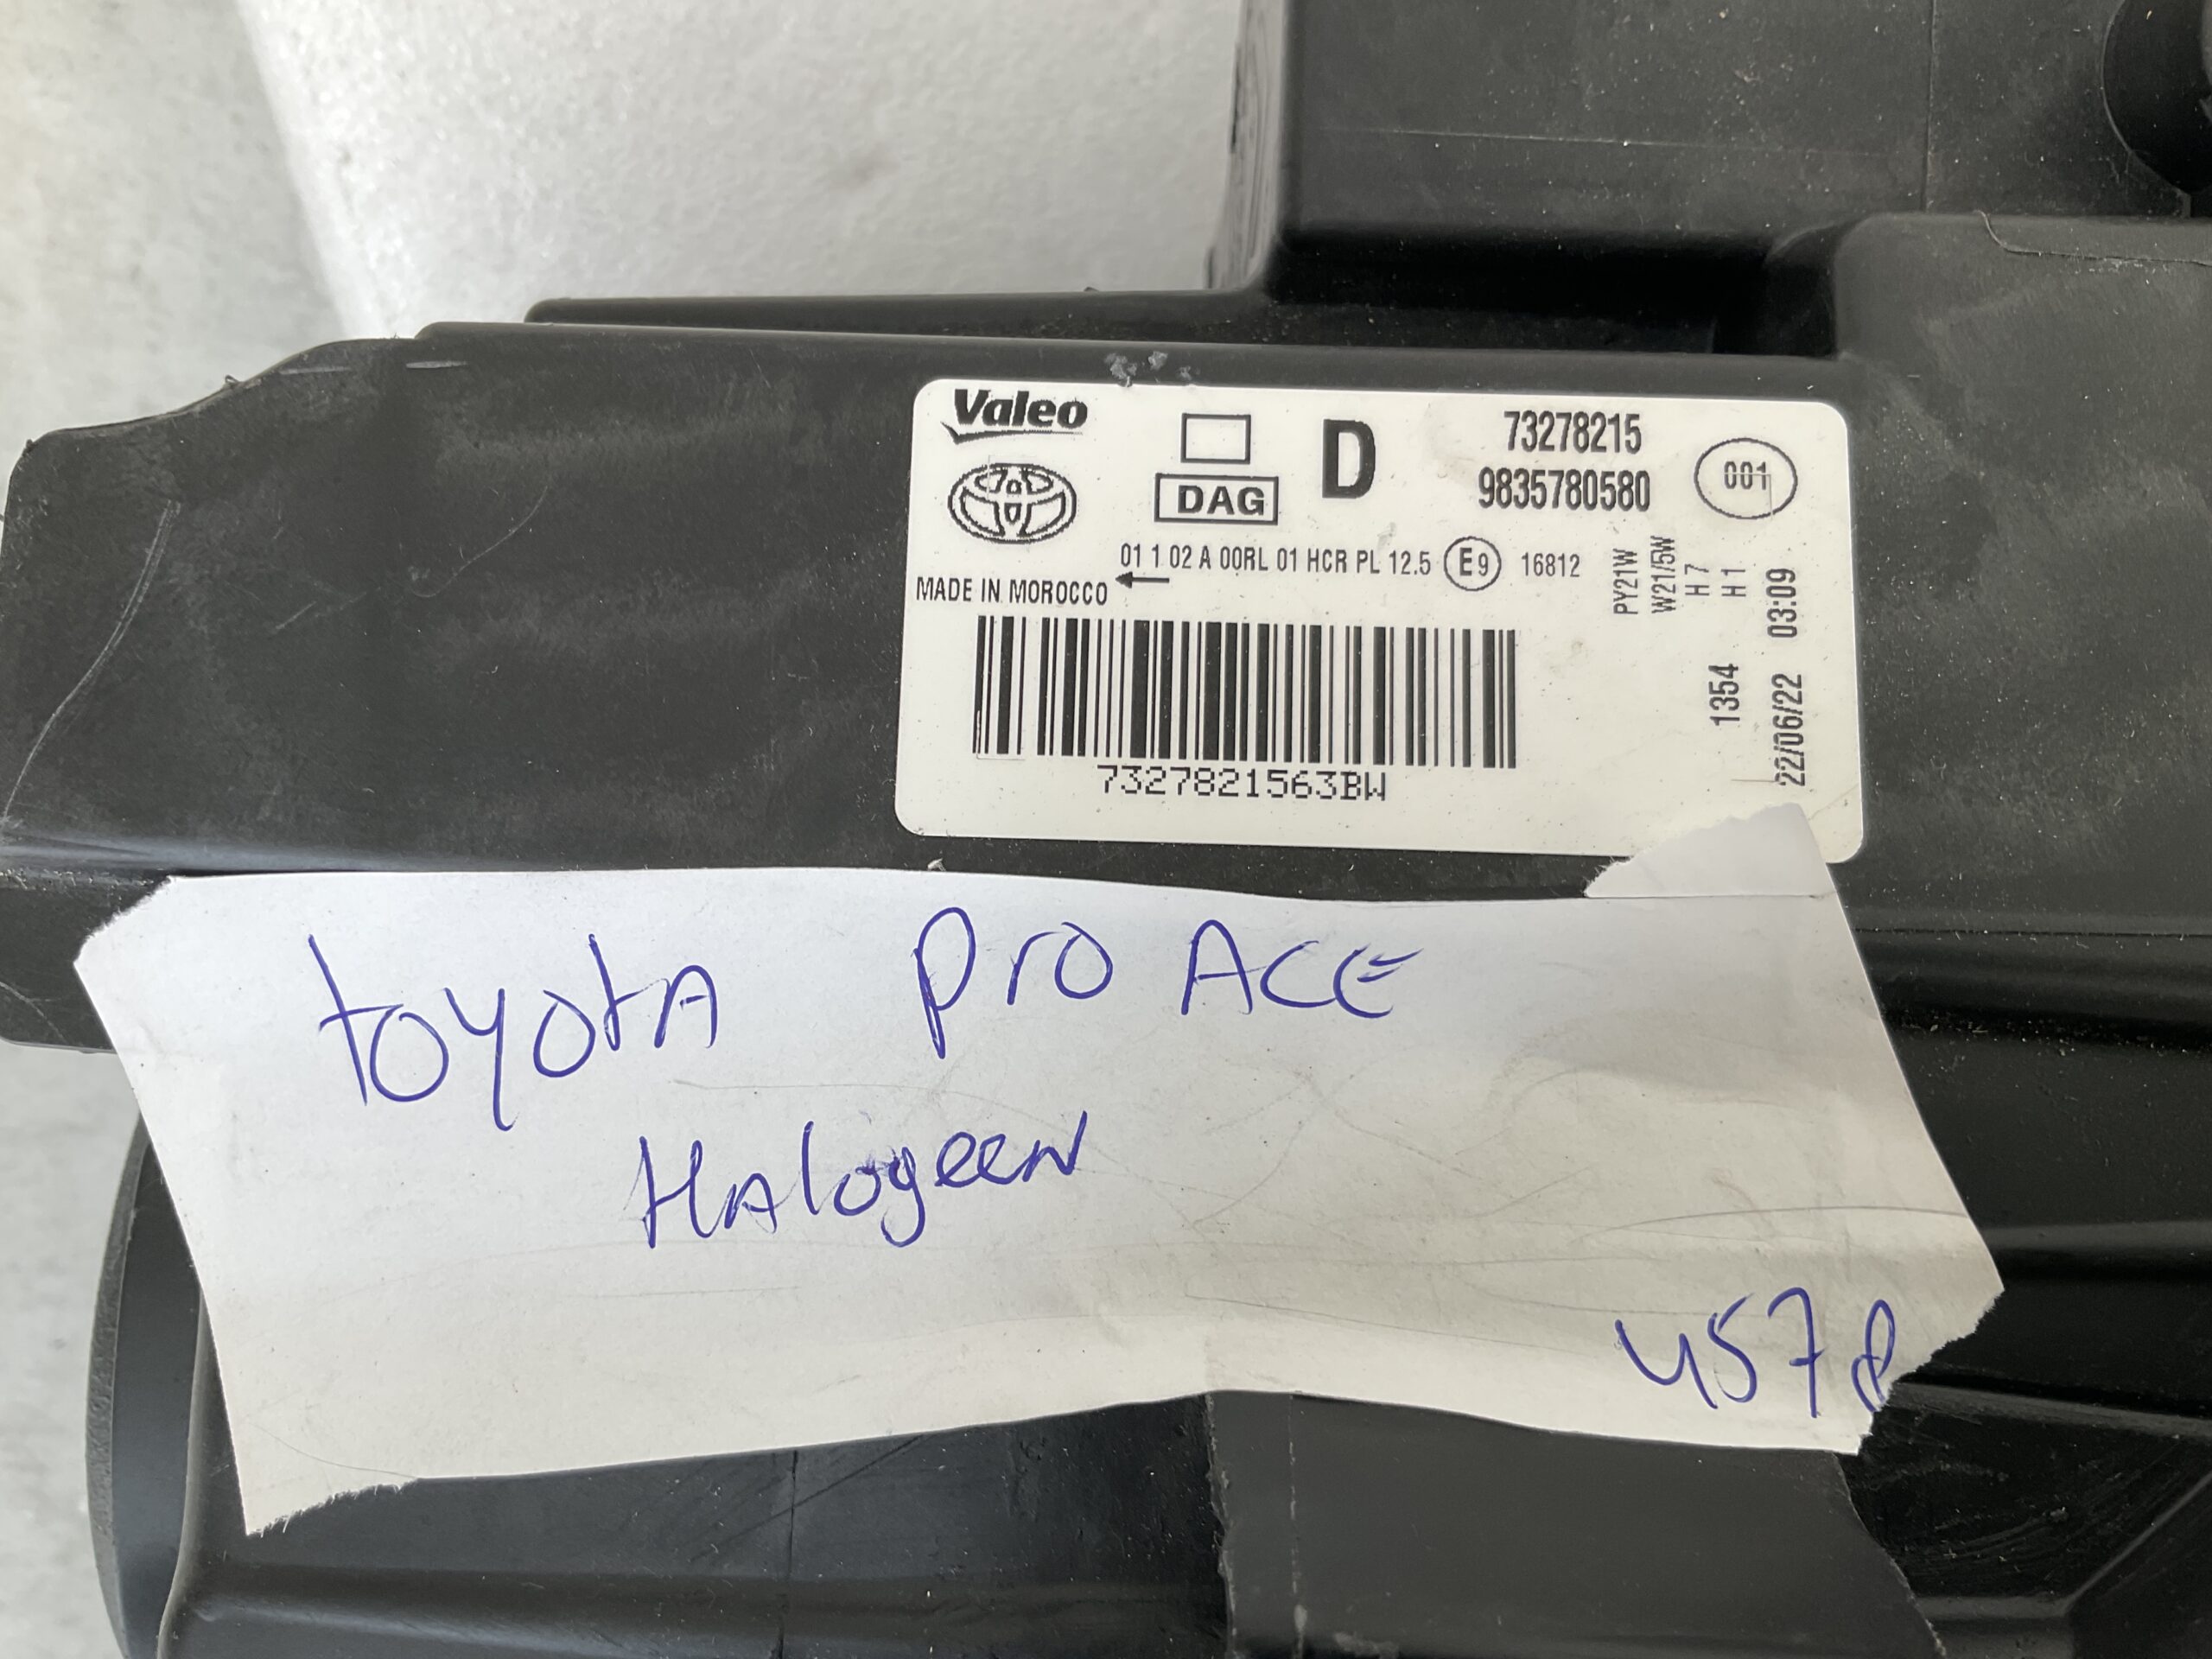 Valeo
DAG
D
73278215
9835780580
001
01 1 02 A 00RL 01 HCR PL 12.5 E9 16812
MADE IN MOROCCO
PY21W
W21/5W
H7
H1
1354
22/06/22 03:09
7327821563BW
toyotA Pro ACE
HAlogeen
457